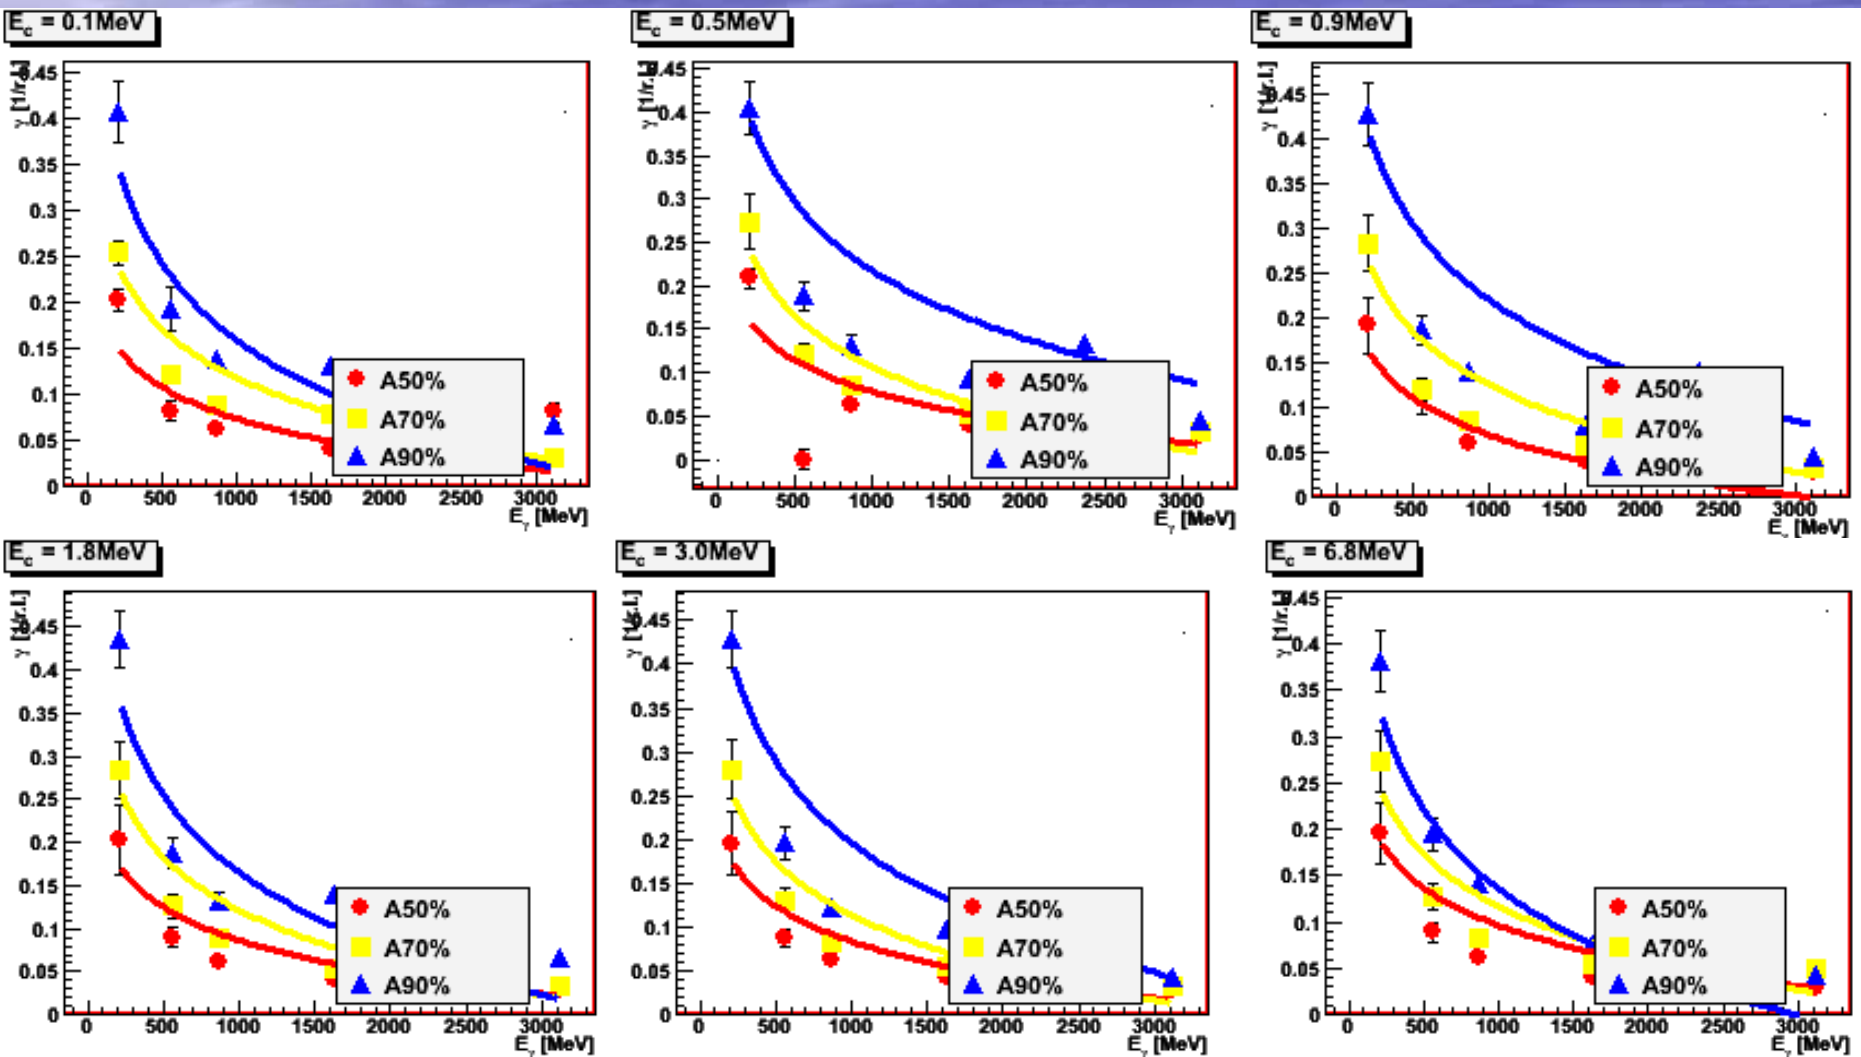 E_c = 0.1MeV
γ [1/r.l.]
0.45
0.4
0.35
0.3
0.25
0.2
0.15
0.1
0.05
0
A50%
A70%
A90%
0 500 1000 1500 2000 2500 3000
E_γ [MeV]
E_c = 0.5MeV
γ [1/r.l.]
0.45
0.4
0.35
0.3
0.25
0.2
0.15
0.1
0.05
0
A50%
A70%
A90%
0 500 1000 1500 2000 2500 3000
E_γ [MeV]
E_c = 0.9MeV
γ [1/r.l.]
0.45
0.4
0.35
0.3
0.25
0.2
0.15
0.1
0.05
0
A50%
A70%
A90%
0 500 1000 1500 2000 2500 3000
E_γ [MeV]
E_c = 1.8MeV
γ [1/r.l.]
0.45
0.4
0.35
0.3
0.25
0.2
0.15
0.1
0.05
0
A50%
A70%
A90%
0 500 1000 1500 2000 2500 3000
E_γ [MeV]
E_c = 3.0MeV
γ [1/r.l.]
0.45
0.4
0.35
0.3
0.25
0.2
0.15
0.1
0.05
0
A50%
A70%
A90%
0 500 1000 1500 2000 2500 3000
E_γ [MeV]
E_c = 6.8MeV
γ [1/r.l.]
0.45
0.4
0.35
0.3
0.25
0.2
0.15
0.1
0.05
0
A50%
A70%
A90%
0 500 1000 1500 2000 2500 3000
E_γ [MeV]